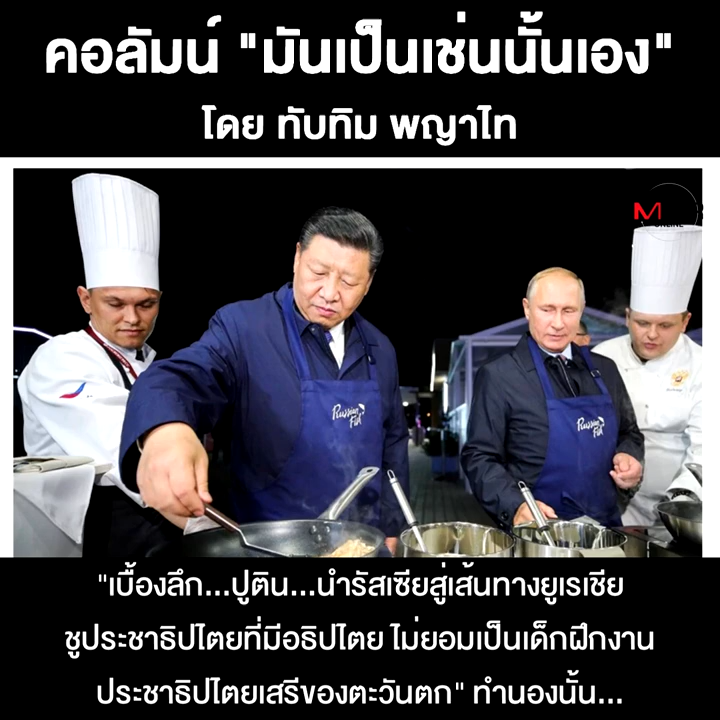 คอลัมน์ "มันเป็นเช่นนั้นเอง"
โดย ทับทิม พญาไท
M
ONLINE
Russian
Fish
Russian
Fish
"เบื้องลึก...ปูติน...นำรัสเซียสู่เส้นทางยูเรเชีย
ชูประชาธิปไตยที่มีอธิปไตย ไม่ยอมเป็นเด็กฝึกงาน
ประชาธิปไตยเสรีของตะวันตก" ทำนองนั้น...